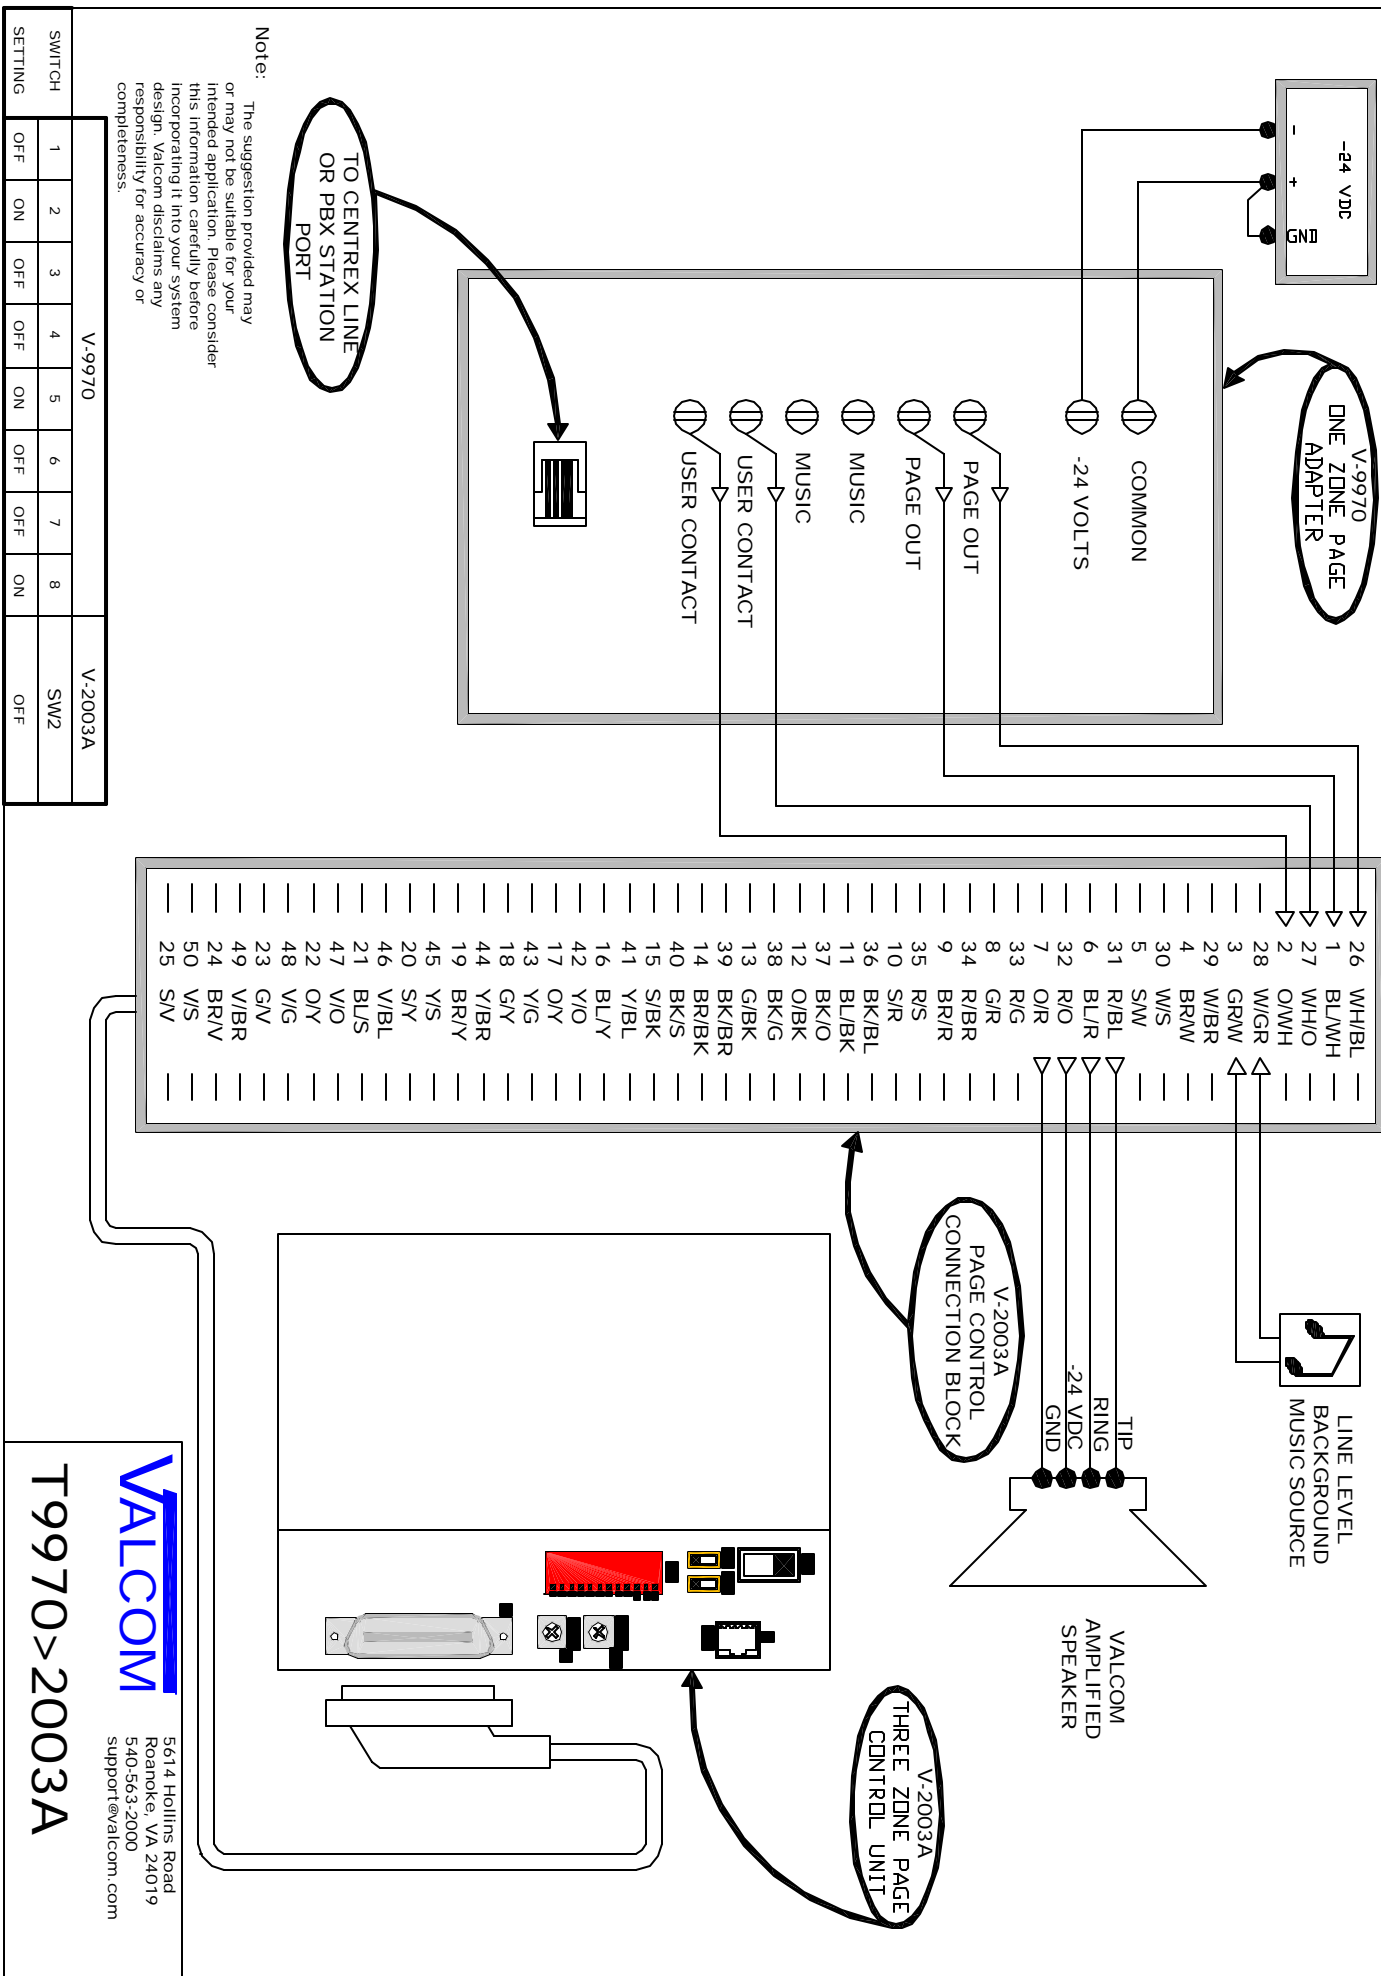 -24 VDC
-
+
GND
V-9970
ONE ZONE PAGE
ADAPTER
COMMON
-24 VOLTS
PAGE OUT
PAGE OUT
MUSIC
MUSIC
USER CONTACT
USER CONTACT
TO CENTREX LINE
OR PBX STATION
PORT
Note:
The suggestion provided may
or may not be suitable for your
intended application. Please consider
this information carefully before
incorporating it into your system
design. Valcom disclaims any
responsibility for accuracy or
completeness.
V-9970 V-2003A
SWITCH 1 2 3 4 5 6 7 8 SW2
SETTING OFF ON OFF OFF ON OFF OFF ON OFF
26 WH/BL
1 BL/WH
27 WH/O
2 O/WH
28 W/GR
3 GR/W
29 W/BR
4 BR/W
30 W/S
5 S/W
31 R/BL
6 BL/R
32 R/O
7 O/R
33 R/G
8 G/R
34 R/BR
9 BR/R
35 R/S
10 S/R
36 BK/BL
11 BL/BK
37 BK/O
12 O/BK
38 BK/G
13 G/BK
39 BK/BR
14 BR/BK
40 BK/S
15 S/BK
41 Y/BL
16 BL/Y
42 Y/O
17 O/Y
43 Y/G
18 G/Y
44 Y/BR
19 BR/Y
45 Y/S
20 S/Y
46 V/BL
21 BL/S
47 V/O
22 O/Y
48 V/G
23 G/V
49 V/BR
24 BR/V
50 V/S
25 S/V
LINE LEVEL
BACKGROUND
MUSIC SOURCE
TIP
RING
-24 VDC
GND
VALCOM
AMPLIFIED
SPEAKER
V-2003A
PAGE CONTROL
CONNECTION BLOCK
V-2003A
THREE ZONE PAGE
CONTROL UNIT
VALCOM
5614 Hollins Road
Roanoke, VA 24019
540-563-2000
support@valcom.com
T9970>2003A